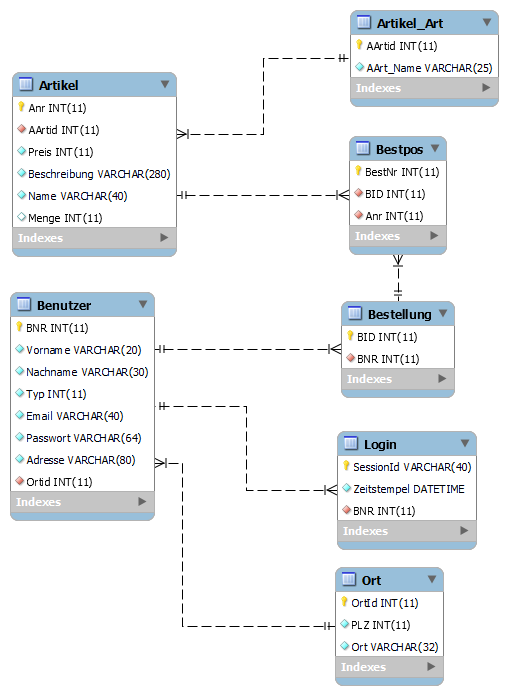 Artikel_Art
AArtid INT(11)
AArt_Name VARCHAR(25)
Indexes
Artikel
Anr INT(11)
AArtid INT(11)
Preis INT(11)
Beschreibung VARCHAR(280)
Name VARCHAR(40)
Menge INT(11)
Indexes
Bestpos
BestNr INT(11)
BID INT(11)
Anr INT(11)
Indexes
Benutzer
BNR INT(11)
Vorname VARCHAR(20)
Nachname VARCHAR(30)
Typ INT(11)
Email VARCHAR(40)
Passwort VARCHAR(64)
Adresse VARCHAR(80)
Ortid INT(11)
Indexes
Bestellung
BID INT(11)
BNR INT(11)
Indexes
Login
SessionId VARCHAR(40)
Zeitstempel DATETIME
BNR INT(11)
Indexes
Ort
OrtId INT(11)
PLZ INT(11)
Ort VARCHAR(32)
Indexes